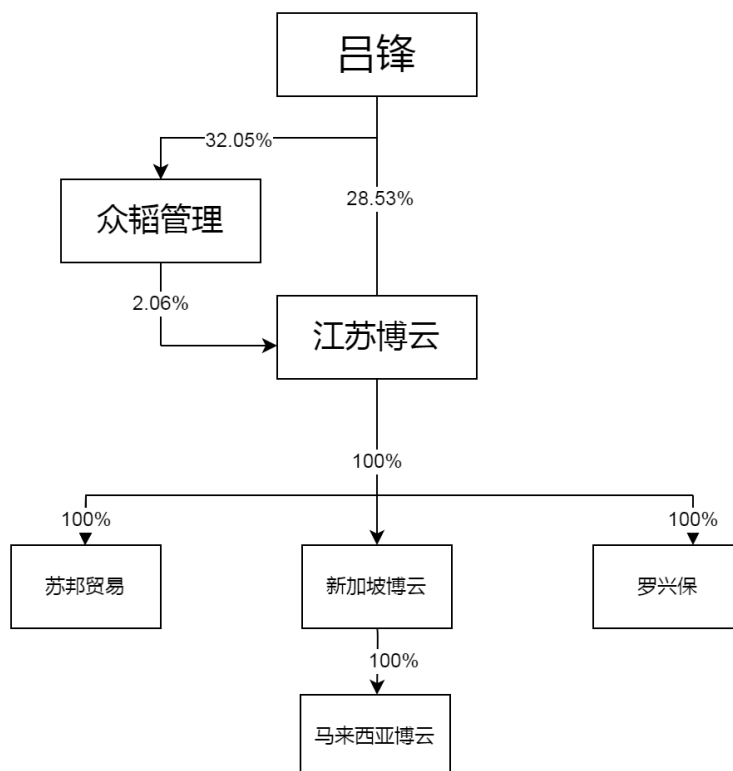 吕锋
32.05%
众韬管理
28.53%
2.06%
江苏博云
100%
100%
100%
苏邦贸易
新加坡博云
罗兴保
100%
马来西亚博云